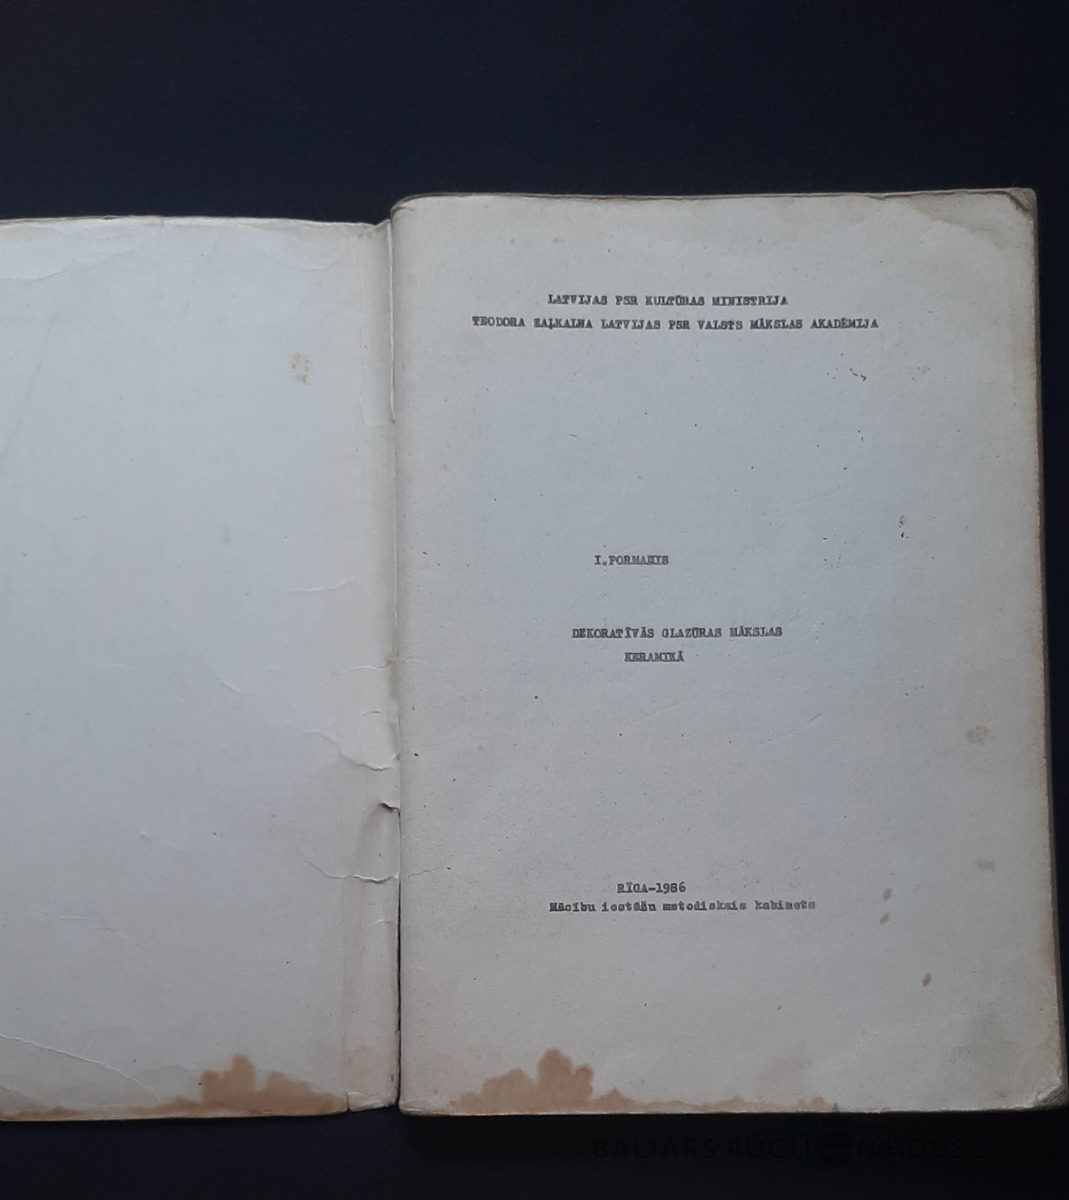 LATVIJAS PSR KULTŪRAS MINISTRIJA
TEODORA ZAĻKALNA LATVIJAS PSR VALSTS MĀKSLAS AKADĒMIJA
I.PORMANIS
DEKORATĪVĀS GLAZŪRAS MĀKSLAS
KERAMIKĀ
RĪGA-1986
Mācību iestāžu metodiskais kabinets
BALTARS AUCTION HOUSE